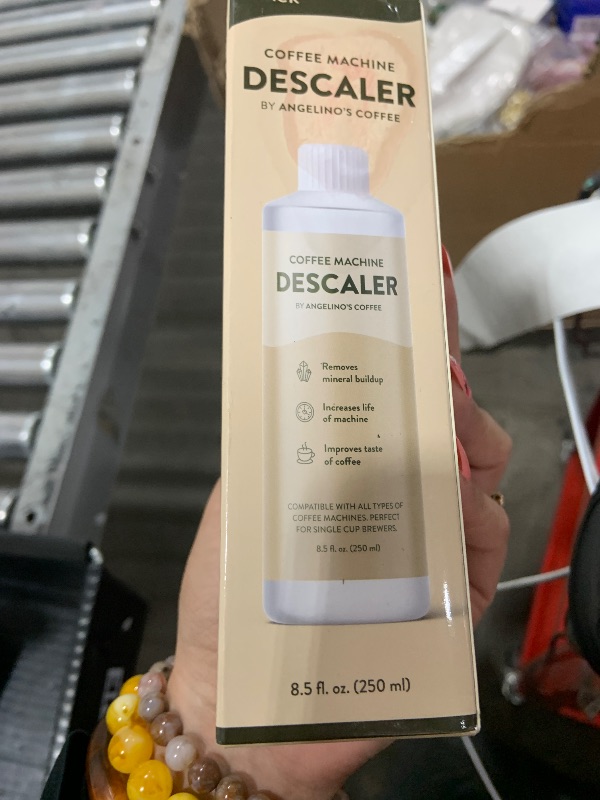 COFFEE MACHINE
DESCALER
BY ANGELINO'S COFFEE
COFFEE MACHINE
DESCALER
BY ANGELINO'S COFFEE
Removes
mineral buildup
Increases life
of machine
Improves taste
of coffee
COMPATIBLE WITH ALL TYPES OF
COFFEE MACHINES. PERFECT
FOR SINGLE CUP BREWERS.
8.5 fl. oz. (250 ml)
8.5 fl. oz. (250 ml)